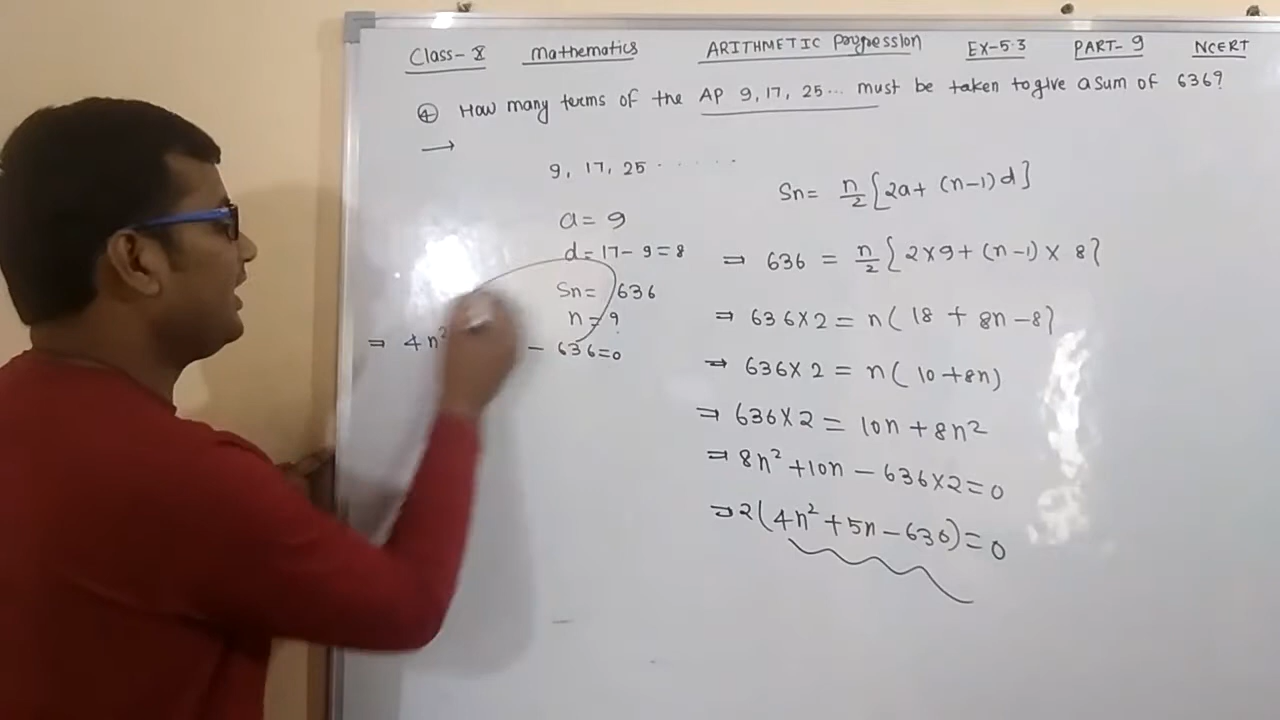 Class-X Mathematics ARITHMETIC Progression EX-5.3 PART-9 NCERT
④ How many terms of the AP 9, 17, 25... must be taken to give a sum of 636?
→
9, 17, 25 . . . . . .
a = 9
d = 17 - 9 = 8
Sn = 636
n = ?
⇒ 4n² - 636 = 0
Sn = n/2 [2a + (n-1) d]
⇒ 636 = n/2 [2×9 + (n-1) × 8]
⇒ 636×2 = n( 18 + 8n - 8)
⇒ 636×2 = n( 10 + 8n)
⇒ 636×2 = 10n + 8n²
⇒ 8n² + 10n - 636×2 = 0
⇒ 2(4n² + 5n - 636) = 0